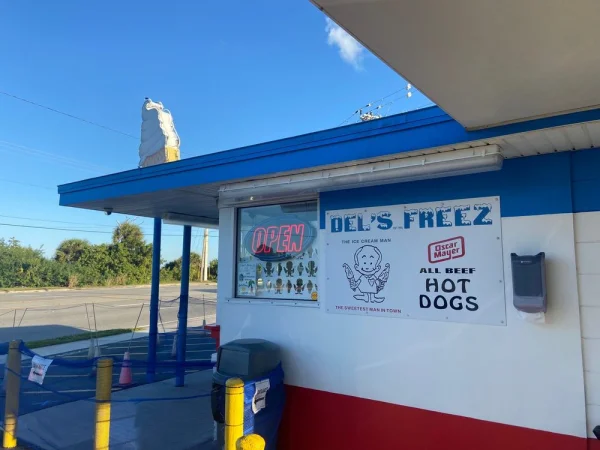 OPEN
DEL'S FREEZ
THE ICE CREAM MAN
THE SWEETEST MAN IN TOWN
Oscar
Mayer
ALL BEEF
HOT
DOGS